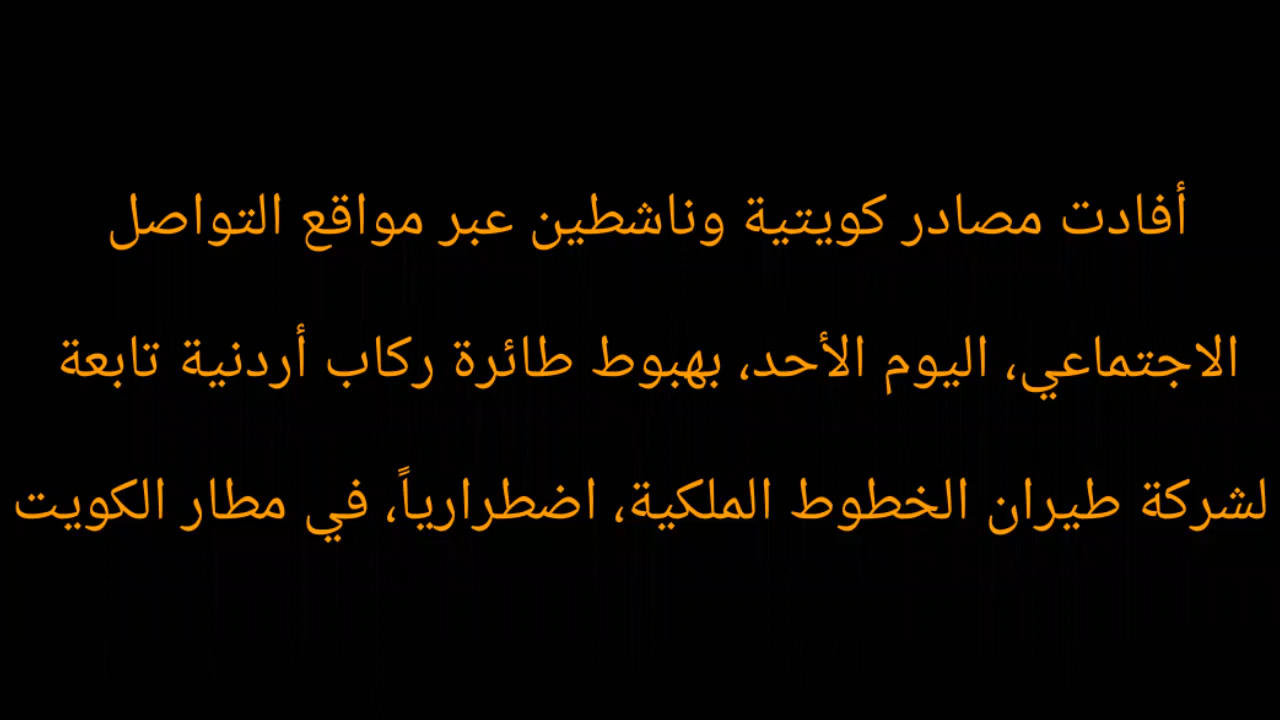 أفادت مصادر كويتية وناشطين عبر مواقع التواصل
الاجتماعي، اليوم الأحد، بهبوط طائرة ركاب أردنية تابعة
لشركة طيران الخطوط الملكية، اضطرارياً، في مطار الكويت